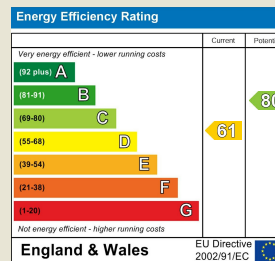 Energy Efficiency Rating
Current
Very energy efficient - lower running costs
(92 plus) A
(81-91) B
(69-80) C
(55-68) D
61
(39-54) E
(21-38) F
(1-20) G
Not energy efficient - higher running costs
England & Wales
EU Directive
2002/91/EC